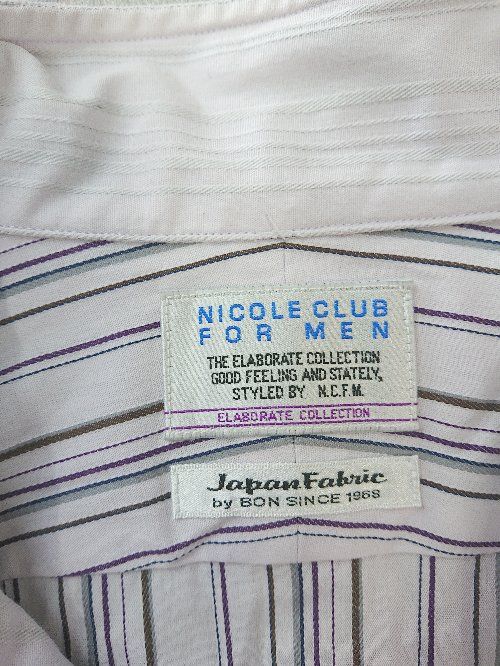 NICOLE CLUB
FOR MEN
THE ELABORATE COLLECTION
GOOD FEELING AND STATELY,
STYLED BY N.C.F.M.
ELABORATE COLLECTION
JapanFabric
by BON SINCE 1968